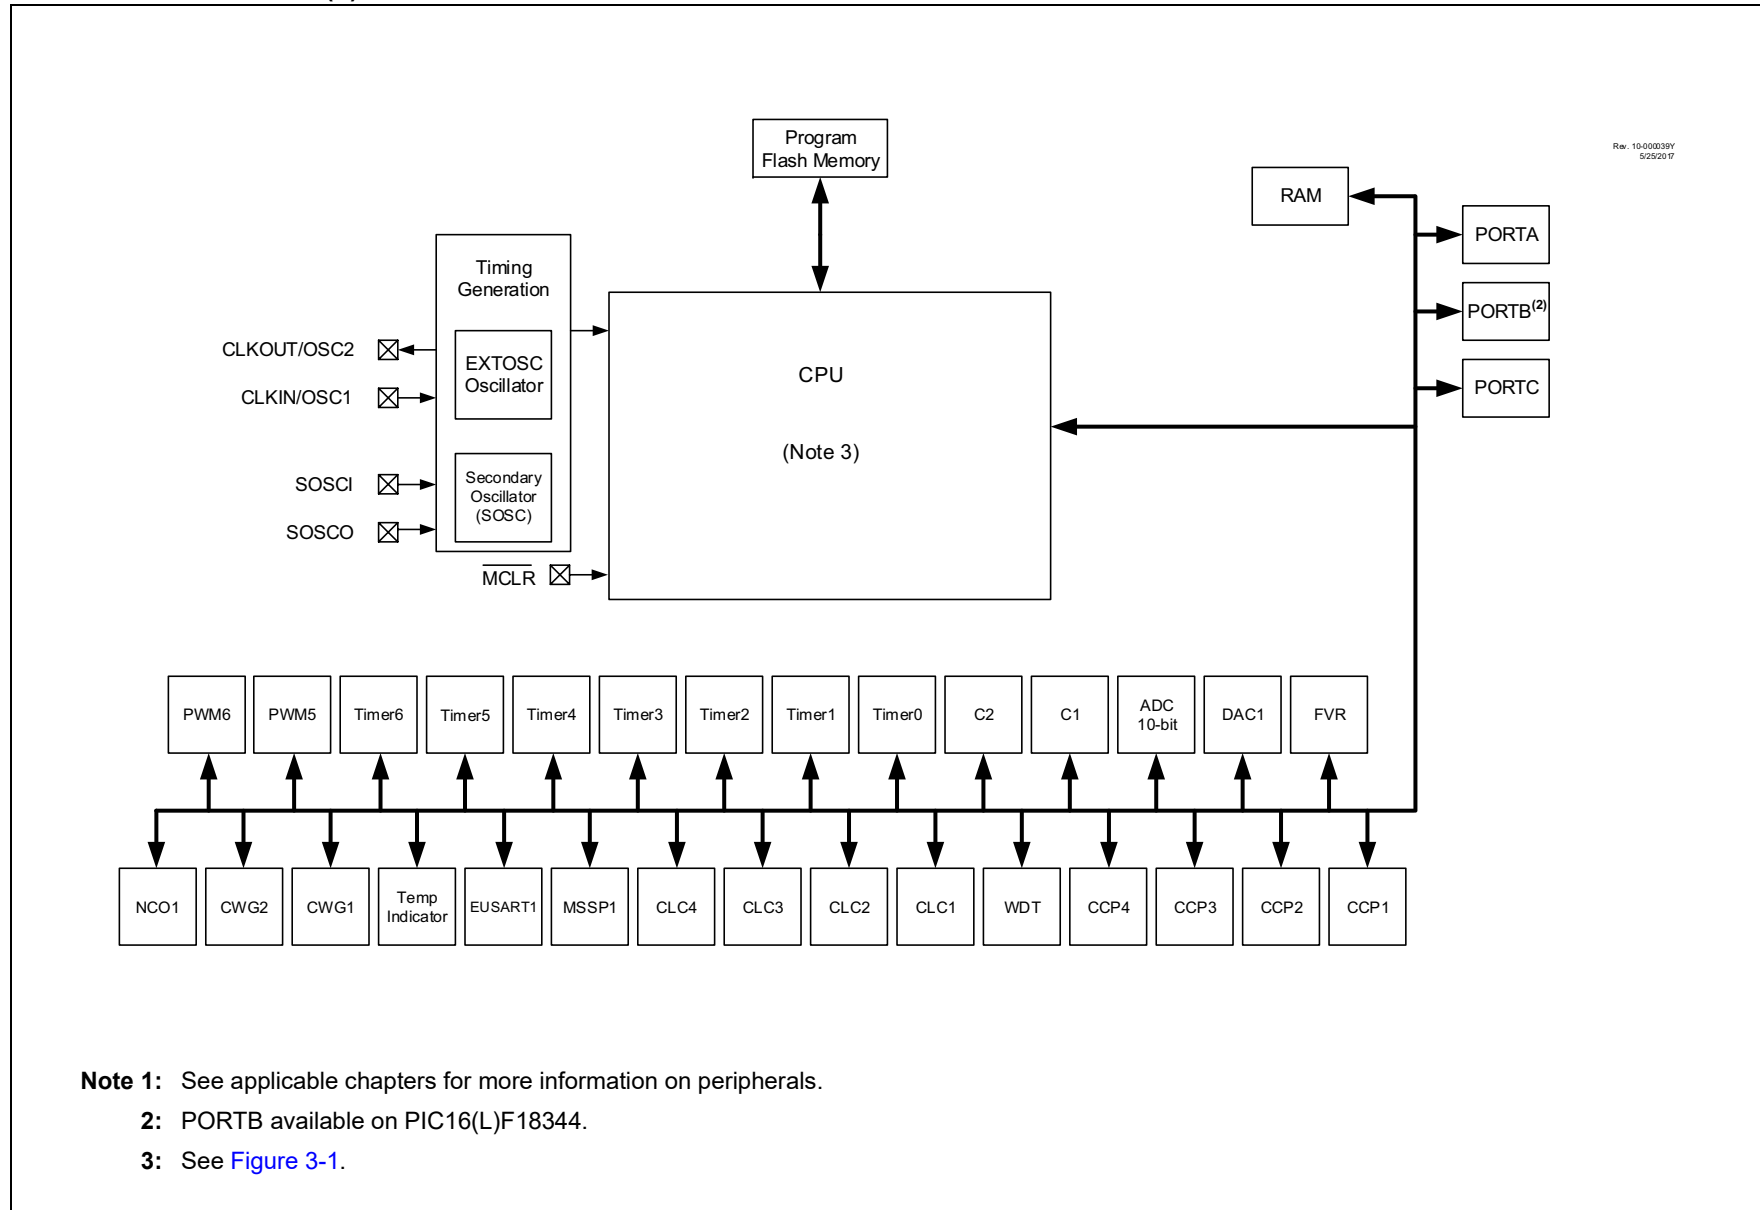 (1)
Program
Flash Memory
Rev. 10-000039Y
5/25/2017
RAM
PORTA
PORTB(2)
PORTC
Timing
Generation
EXTOSC
Oscillator
Secondary
Oscillator
(SOSC)
CLKOUT/OSC2
CLKIN/OSC1
SOSCI
SOSCO
MCLR
CPU
(Note 3)
PWM6
PWM5
Timer6
Timer5
Timer4
Timer3
Timer2
Timer1
Timer0
C2
C1
ADC
10-bit
DAC1
FVR
NCO1
CWG2
CWG1
Temp
Indicator
EUSART1
MSSP1
CLC4
CLC3
CLC2
CLC1
WDT
CCP4
CCP3
CCP2
CCP1
Note 1: See applicable chapters for more information on peripherals.
2: PORTB available on PIC16(L)F18344.
3: See Figure 3-1.